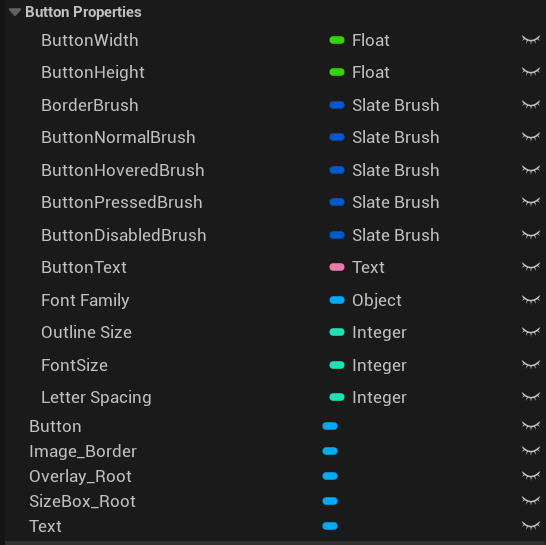 Button Properties
ButtonWidth Float
ButtonHeight Float
BorderBrush Slate Brush
ButtonNormalBrush Slate Brush
ButtonHoveredBrush Slate Brush
ButtonPressedBrush Slate Brush
ButtonDisabledBrush Slate Brush
ButtonText Text
Font Family Object
Outline Size Integer
FontSize Integer
Letter Spacing Integer
Button
Image_Border
Overlay_Root
SizeBox_Root
Text